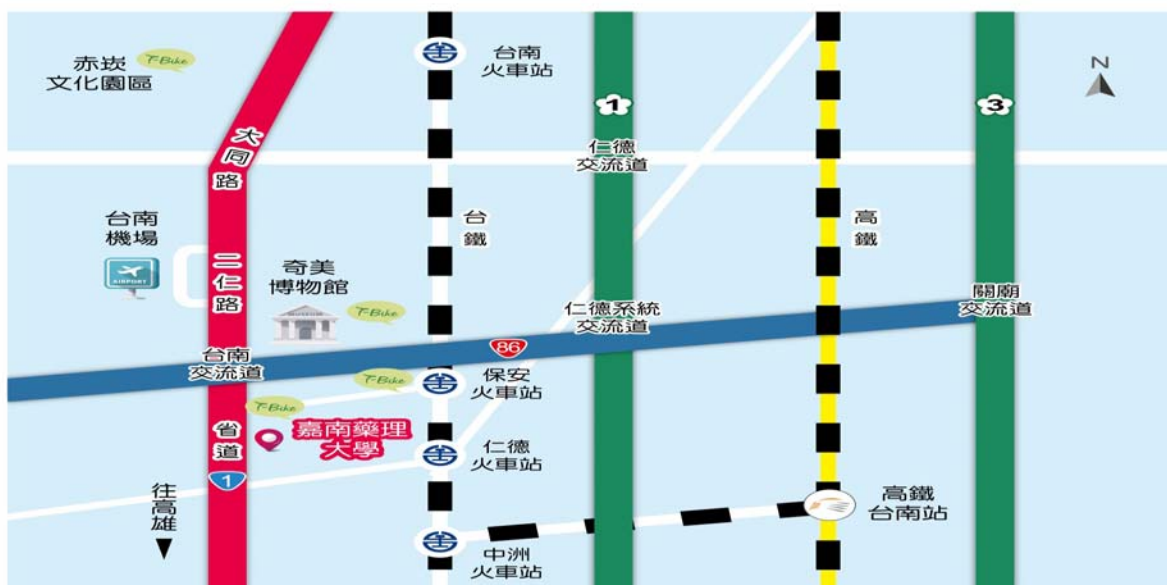 赤崁
文化園區
T-Bike
台南
火車站
N
1
3
大同路
仁德
交流道
台南
機場
AIRPORT
二仁路
奇美
博物館
MUSEUM
T-Bike
台鐵
高鐵
仁德系統
交流道
關廟
交流道
86
台南
交流道
T-Bike
保安
火車站
T-Bike
省道
嘉南藥理
大學
仁德
火車站
1
往高雄
高鐵
台南站
中洲
火車站